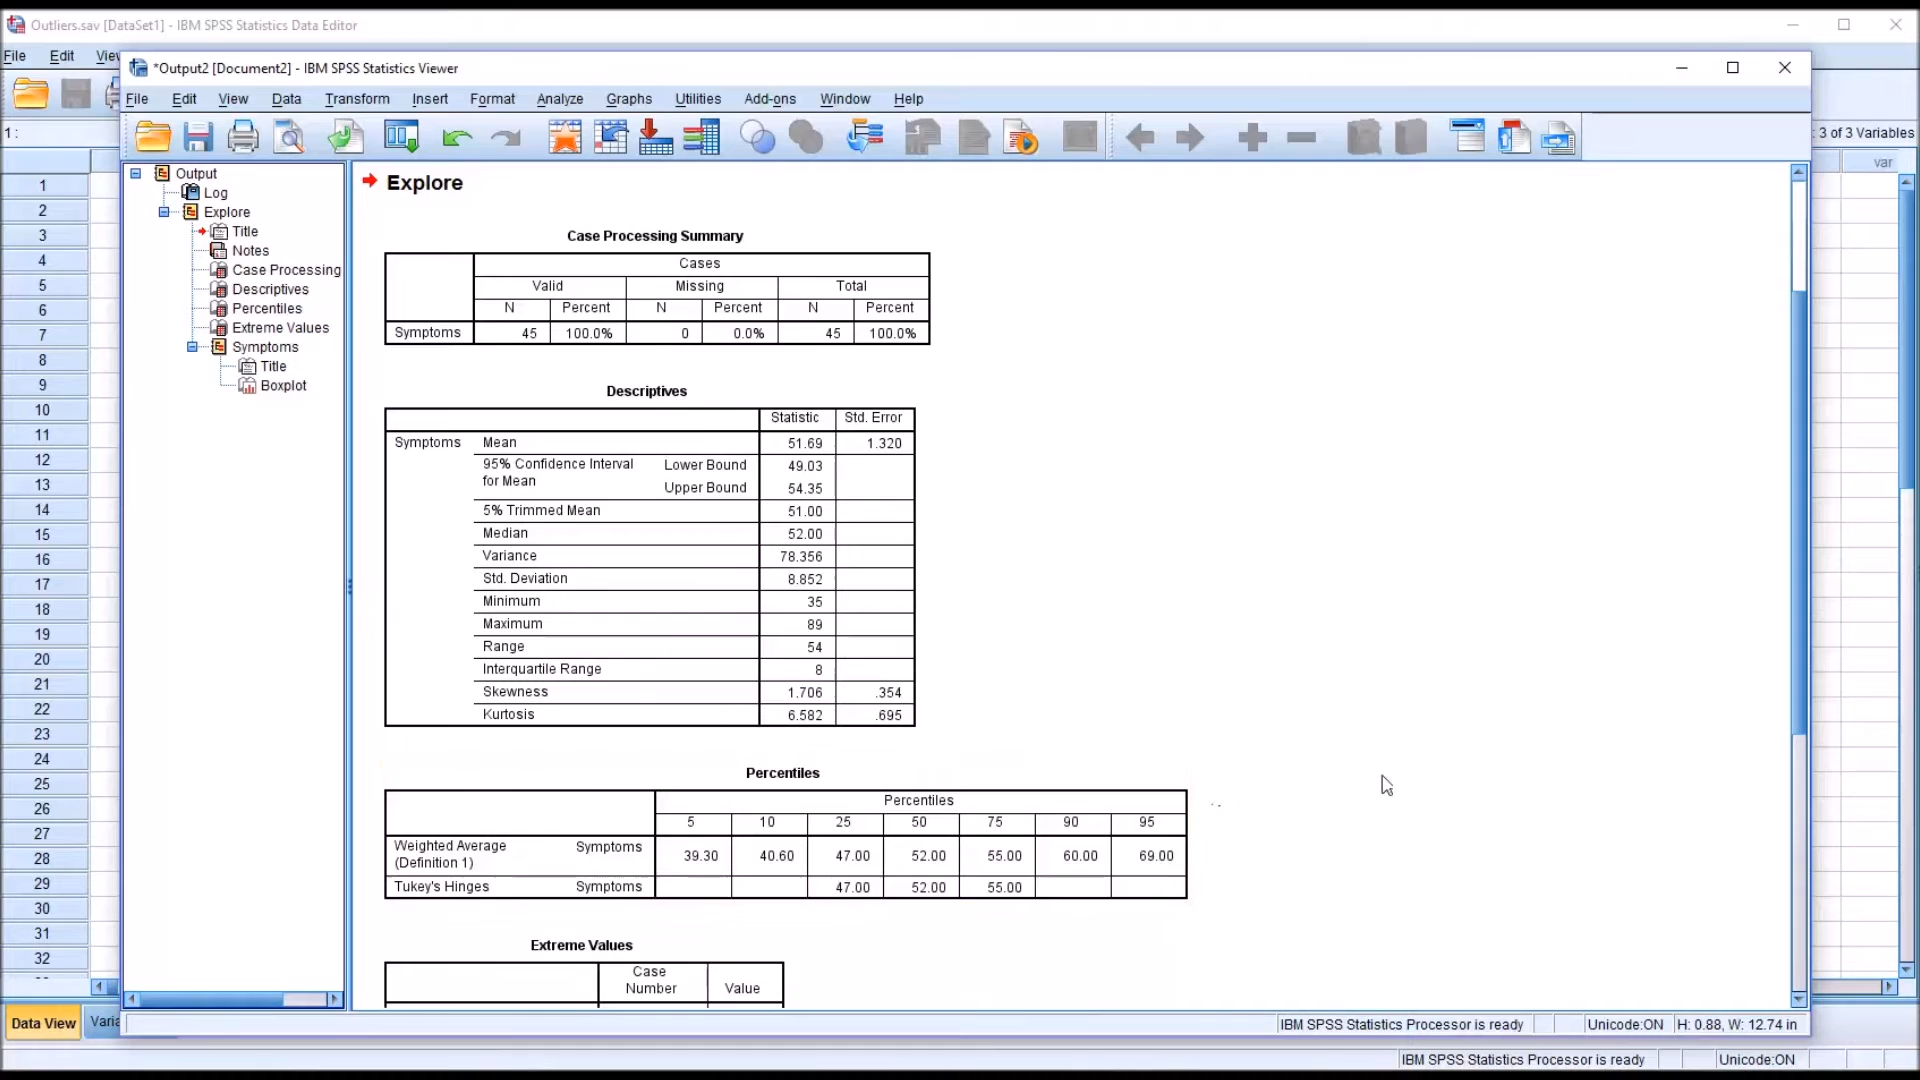 Outliers.sav [DataSet1] - IBM SPSS Statistics Data Editor
File Edit View
*Output2 [Document2] - IBM SPSS Statistics Viewer
File Edit View Data Transform Insert Format Analyze Graphs Utilities Add-ons Window Help
1 :
: 3 of 3 Variables
var
1
2
3
4
5
6
7
8
9
10
11
12
13
14
15
16
17
18
19
20
21
22
23
24
25
26
27
28
29
30
31
32
Output
Log
Explore
Title
Notes
Case Processing
Descriptives
Percentiles
Extreme Values
Symptoms
Title
Boxplot
Explore
Case Processing Summary
Cases
Valid Missing Total
N Percent N Percent N Percent
Symptoms 45 100.0% 0 0.0% 45 100.0%
Descriptives
Statistic Std. Error
Symptoms Mean 51.69 1.320
95% Confidence Interval for Mean Lower Bound 49.03
Upper Bound 54.35
5% Trimmed Mean 51.00
Median 52.00
Variance 78.356
Std. Deviation 8.852
Minimum 35
Maximum 89
Range 54
Interquartile Range 8
Skewness 1.706 .354
Kurtosis 6.582 .695
Percentiles
Percentiles
5 10 25 50 75 90 95
Weighted Average (Definition 1) Symptoms 39.30 40.60 47.00 52.00 55.00 60.00 69.00
Tukey's Hinges Symptoms 47.00 52.00 55.00
Extreme Values
Case Number Value
Data View Varia
IBM SPSS Statistics Processor is ready Unicode:ON H: 0.88, W: 12.74 in
IBM SPSS Statistics Processor is ready Unicode:ON